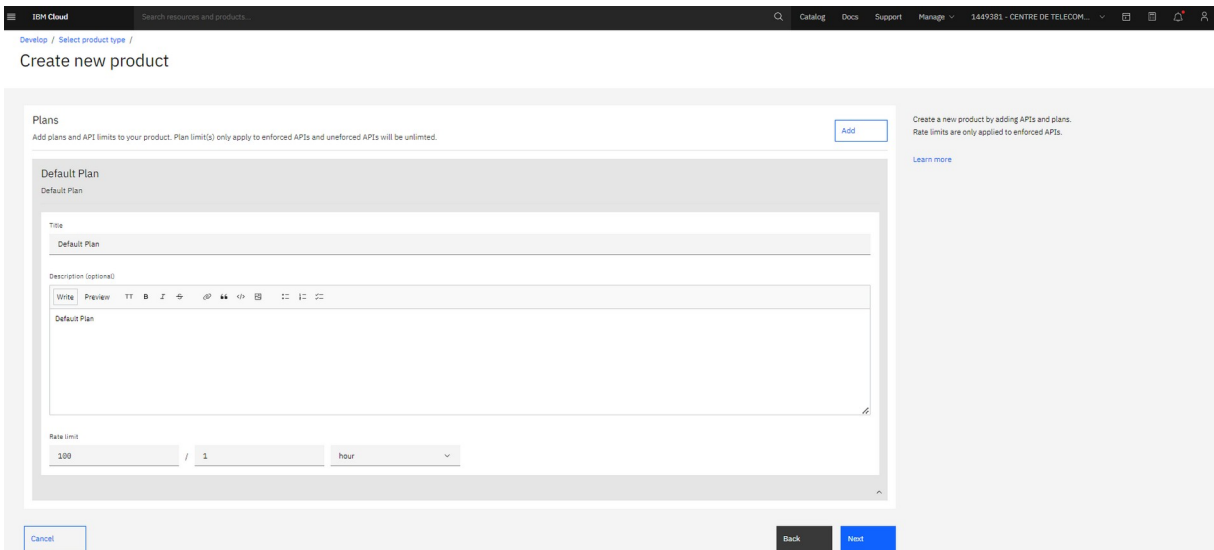 IBM Cloud
Search resources and products...
Catalog Docs Support Manage 1449381 - CENTRE DE TELECOM...
Develop / Select product type /
Create new product
Plans
Add plans and API limits to your product. Plan limit(s) only apply to enforced APIs and uneforced APIs will be unlimted.
Add
Create a new product by adding APIs and plans.
Rate limits are only applied to enforced APIs.
Learn more
Default Plan
Default Plan
Title
Default Plan
Description (optional)
Write Preview TT B I S
Default Plan
Rate limit
100 / 1 hour
Cancel
Back Next